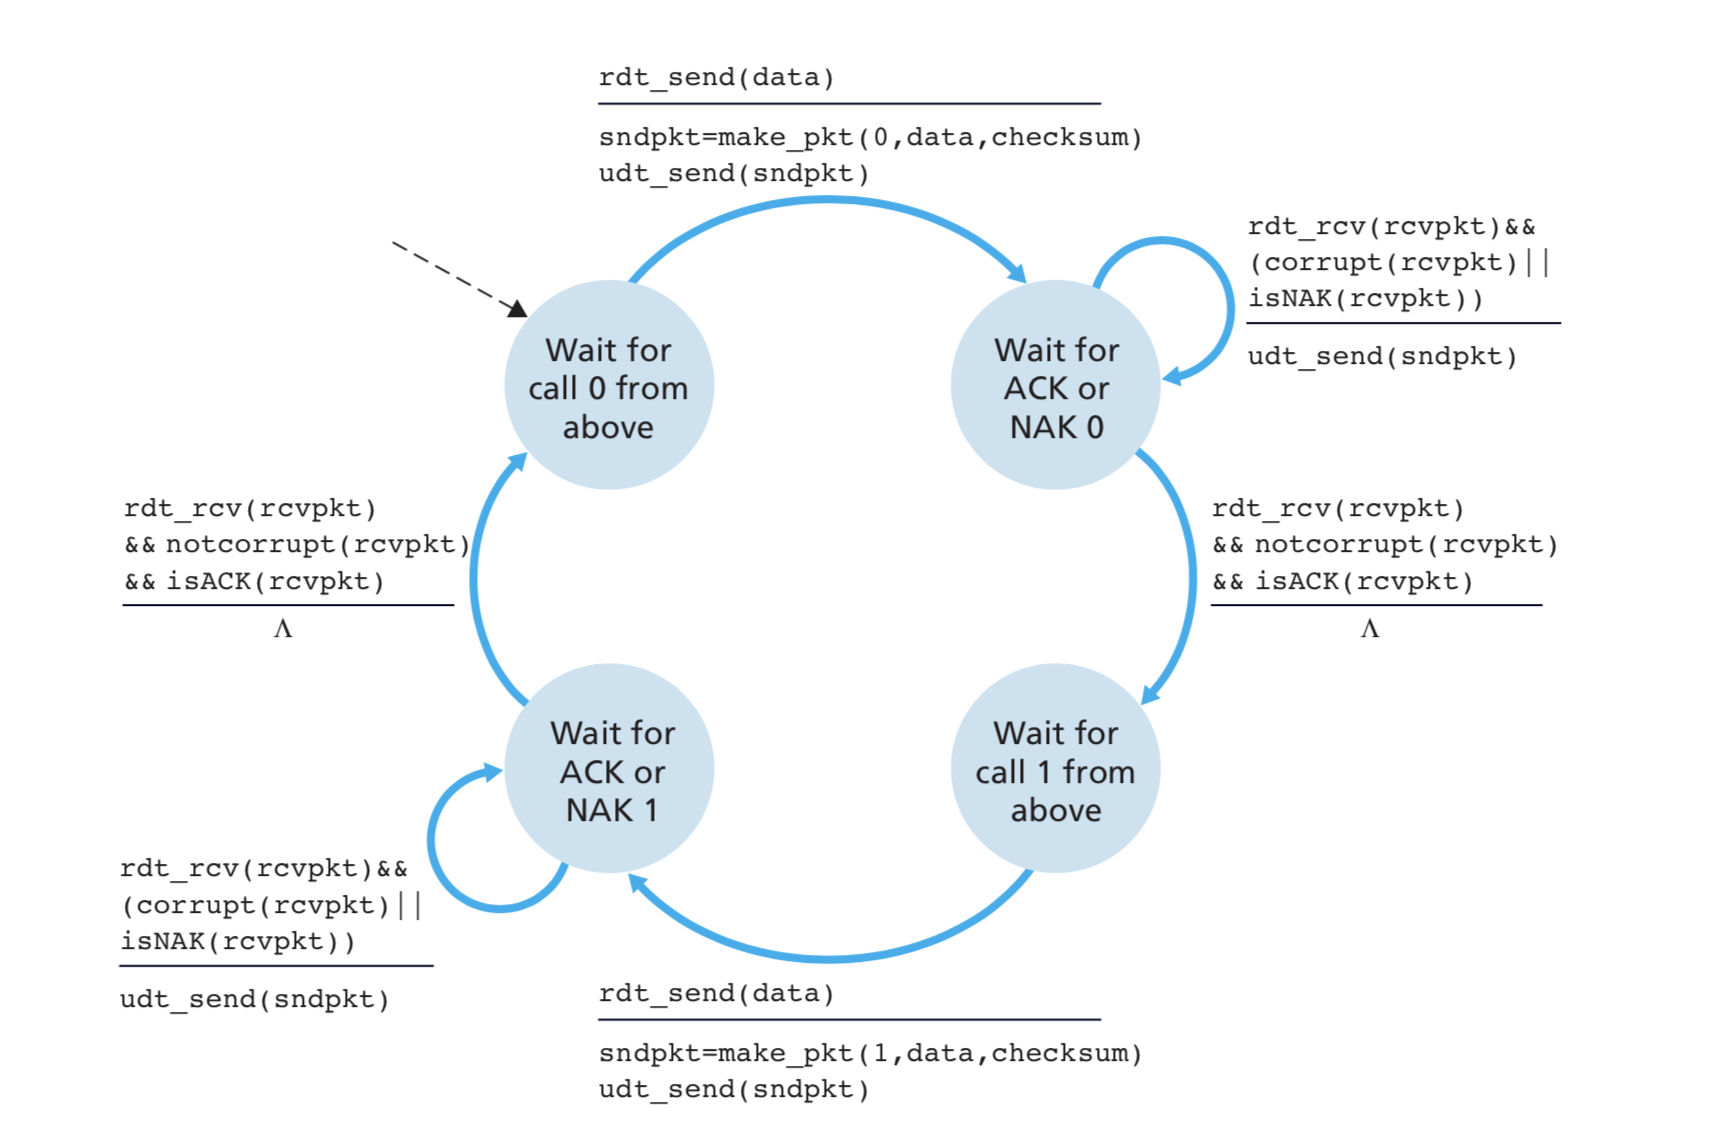 rdt_send(data)
sndpkt=make_pkt(0,data,checksum)
udt_send(sndpkt)
rdt_rcv(rcvpkt)&&
(corrupt(rcvpkt)||
isNAK(rcvpkt))
udt_send(sndpkt)
Wait for
call 0 from
above
Wait for
ACK or
NAK 0
rdt_rcv(rcvpkt)
&& notcorrupt(rcvpkt)
&& isACK(rcvpkt)
Λ
rdt_rcv(rcvpkt)
&& notcorrupt(rcvpkt)
&& isACK(rcvpkt)
Λ
Wait for
ACK or
NAK 1
Wait for
call 1 from
above
rdt_rcv(rcvpkt)&&
(corrupt(rcvpkt)||
isNAK(rcvpkt))
udt_send(sndpkt)
rdt_send(data)
sndpkt=make_pkt(1,data,checksum)
udt_send(sndpkt)